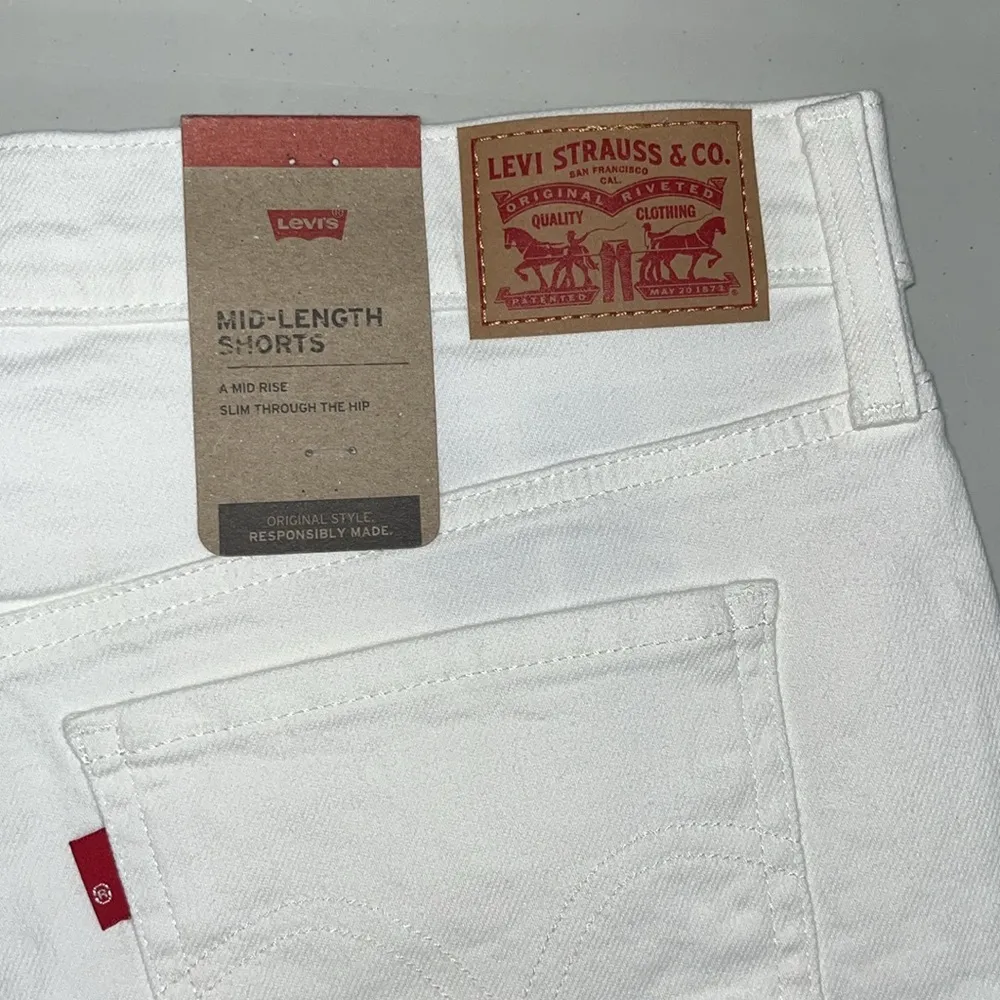 Levi's®
MID-LENGTH
SHORTS
A MID RISE
SLIM THROUGH THE HIP
ORIGINAL STYLE.
RESPONSIBLY MADE.
LEVI STRAUSS & CO.
SAN FRANCISCO
CAL.
ORIGINAL RIVETED
QUALITY CLOTHING
PATENTED MAY 20 1873 ®
®